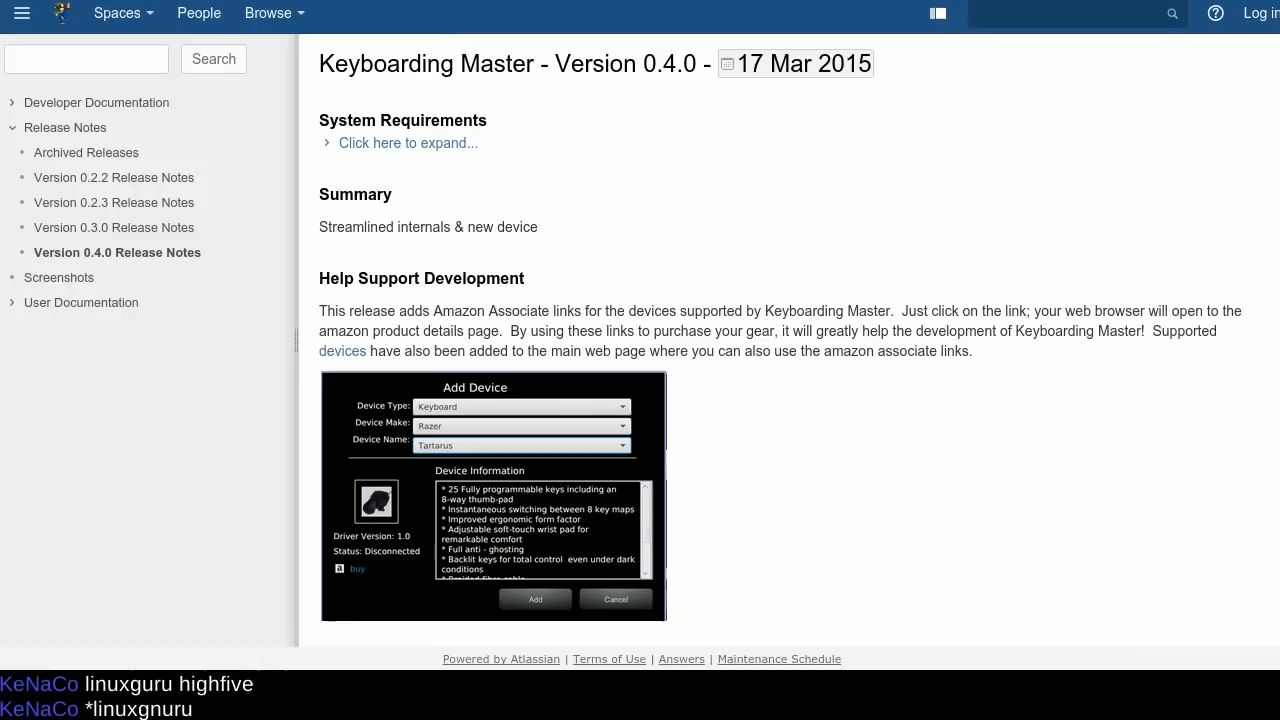 Spaces People Browse Log in
Search
Developer Documentation
Release Notes
Archived Releases
Version 0.2.2 Release Notes
Version 0.2.3 Release Notes
Version 0.3.0 Release Notes
Version 0.4.0 Release Notes
Screenshots
User Documentation
Keyboarding Master - Version 0.4.0 - 17 Mar 2015
System Requirements
Click here to expand...
Summary
Streamlined internals & new device
Help Support Development
This release adds Amazon Associate links for the devices supported by Keyboarding Master. Just click on the link; your web browser will open to the
amazon product details page. By using these links to purchase your gear, it will greatly help the development of Keyboarding Master! Supported
devices have also been added to the main web page where you can also use the amazon associate links.
Add Device
Device Type: Keyboard
Device Make: Razer
Device Name: Tartarus
Device Information
* 25 Fully programmable keys including an
8-way thumb-pad
* Instantaneous switching between 8 key maps
* Improved ergonomic form factor
* Adjustable soft-touch wrist pad for
remarkable comfort
* Full anti - ghosting
* Backlit keys for total control even under dark
conditions
Driver Version: 1.0
Status: Disconnected
a buy
Add Cancel
Powered by Atlassian | Terms of Use | Answers | Maintenance Schedule
KeNaCo linuxguru highfive
KeNaCo *linuxgnuru